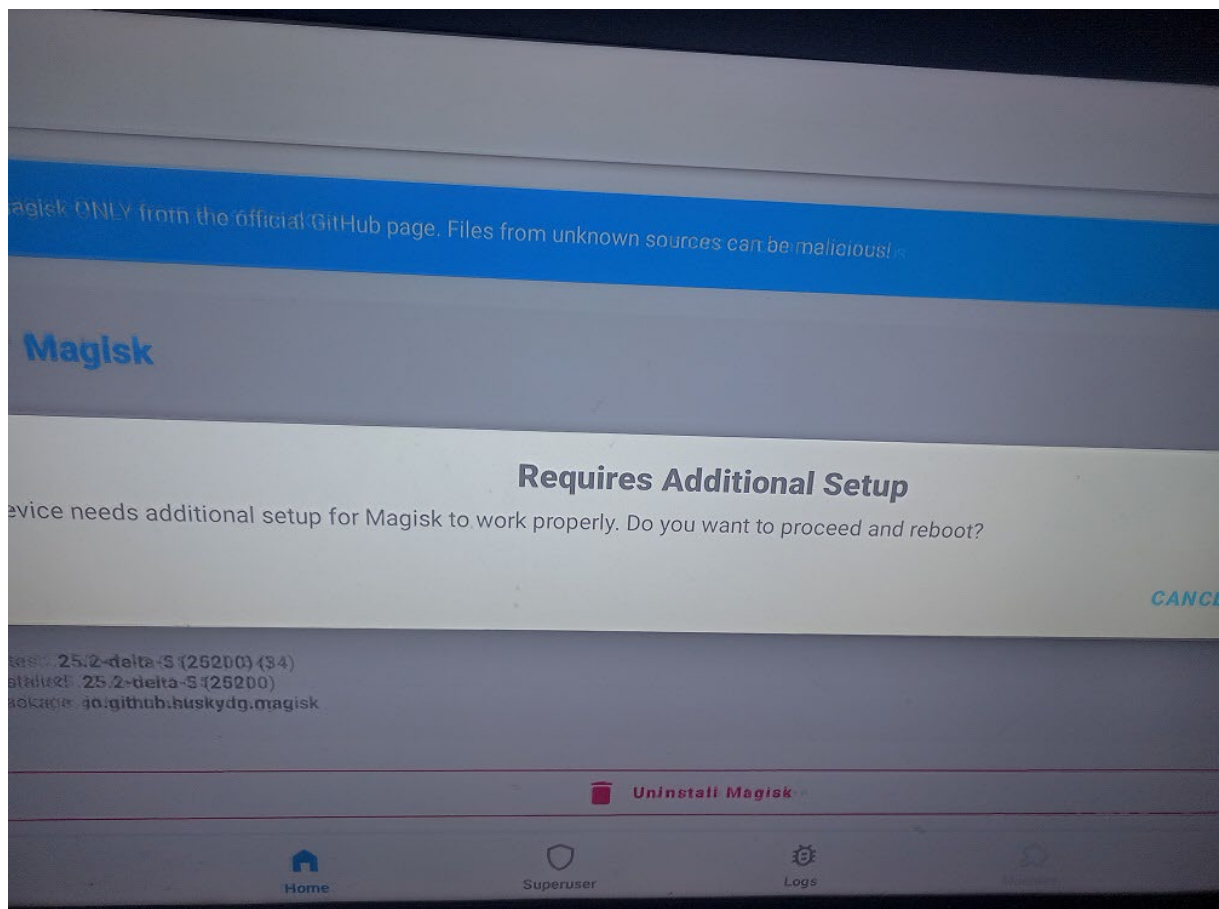 agisk ONLY from the official GitHub page. Files from unknown sources can be malicious!
Magisk
Requires Additional Setup
evice needs additional setup for Magisk to work properly. Do you want to proceed and reboot?
CANCE
25.2-delta-5 (25200) (34)
25.2-delta-5 (25200)
io.github.huskydg.magisk
Uninstall Magisk
Home
Superuser
Logs